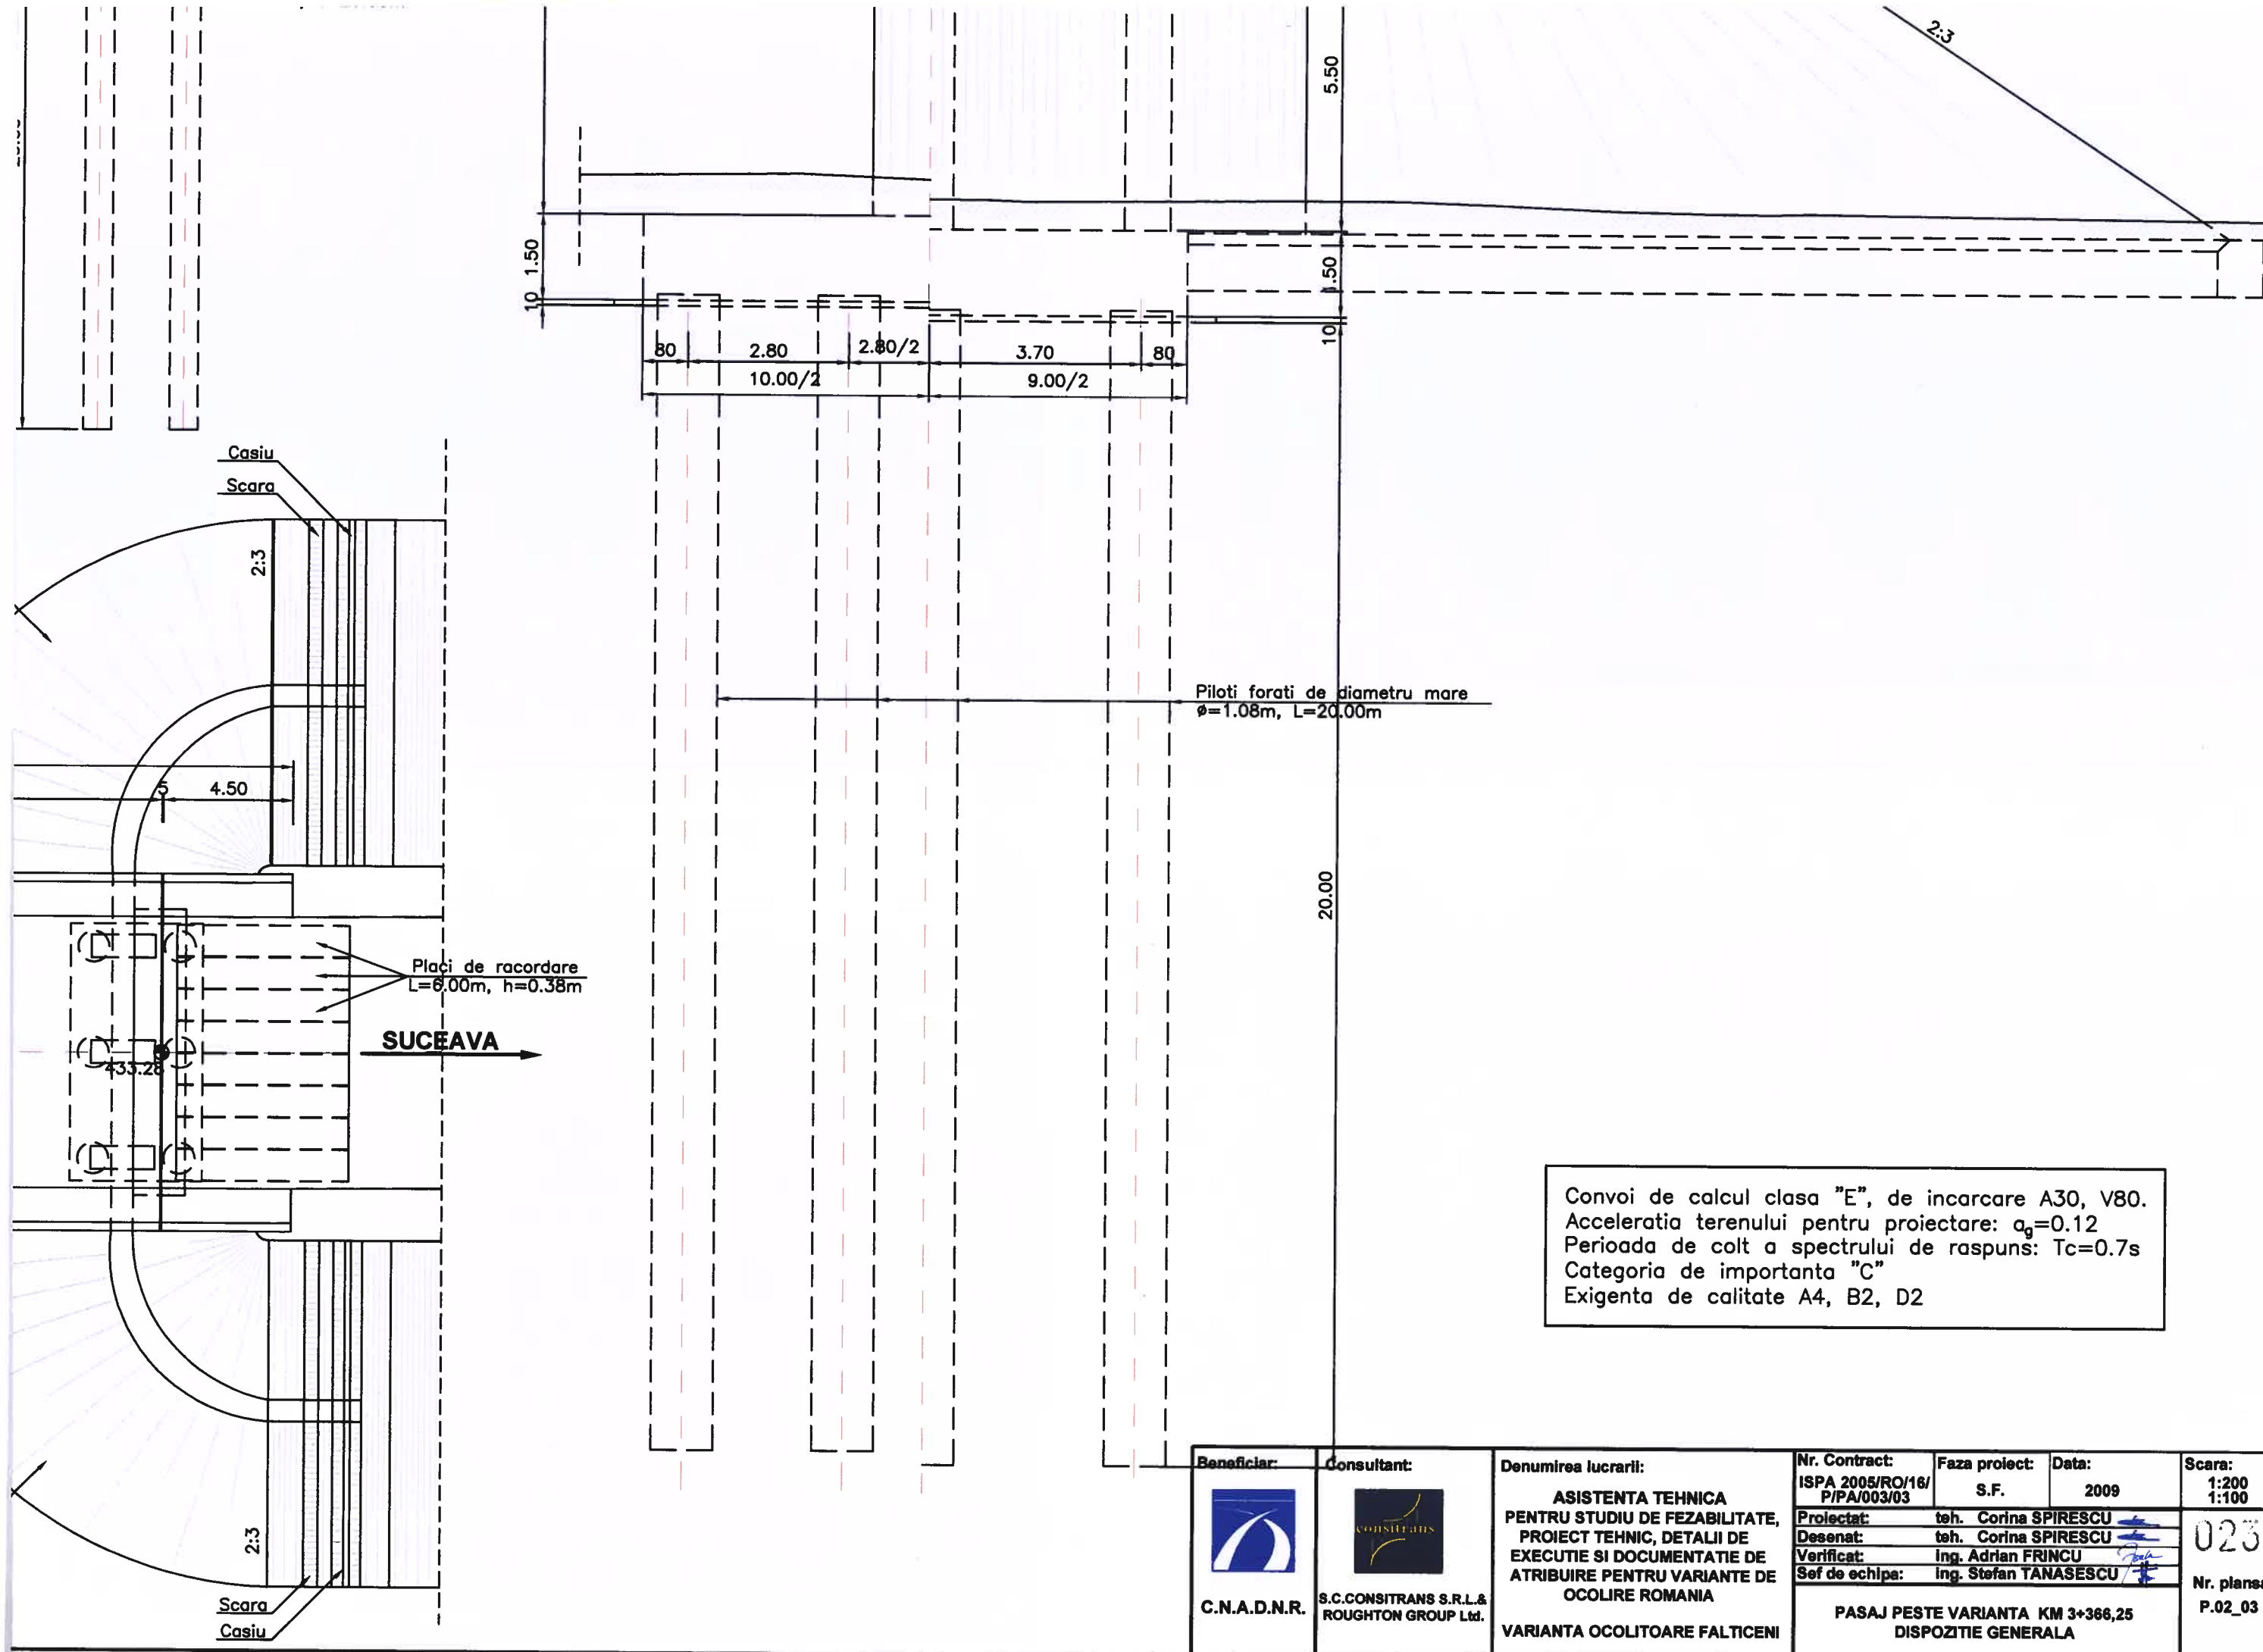 2:3
5.50
1.50
10
1.50
10
80
2.80
2.80/2
3.70
80
10.00/2
9.00/2
Casiu
Scara
2:3
Piloti forati de diametru mare
ø=1.08m, L=20.00m
5
4.50
20.00
Placi de racordare
L=6.00m, h=0.38m
SUCEAVA
433.28
Convoi de calcul clasa "E", de incarcare A30, V80.
Acceleratia terenului pentru proiectare: ag=0.12
Perioada de colt a spectrului de raspuns: Tc=0.7s
Categoria de importanta "C"
Exigenta de calitate A4, B2, D2
2:3
Scara
Casiu
Beneficiar:
C.N.A.D.N.R.
Consultant:
consitrans
S.C.CONSITRANS S.R.L.&
ROUGHTON GROUP Ltd.
Denumirea lucrarii:
ASISTENTA TEHNICA
PENTRU STUDIU DE FEZABILITATE,
PROIECT TEHNIC, DETALII DE
EXECUTIE SI DOCUMENTATIE DE
ATRIBUIRE PENTRU VARIANTE DE
OCOLIRE ROMANIA
VARIANTA OCOLITOARE FALTICENI
Nr. Contract:
ISPA 2005/RO/16/
P/PA/003/03
Faza proiect:
S.F.
Data:
2009
Scara:
1:200
1:100
Proiectat: teh. Corina SPIRESCU
Desenat: teh. Corina SPIRESCU
Verificat: Ing. Adrian FRINCU
Sef de echipa: Ing. Stefan TANASESCU
023
Nr. plansa
P.02_03
PASAJ PESTE VARIANTA KM 3+366,25
DISPOZITIE GENERALA